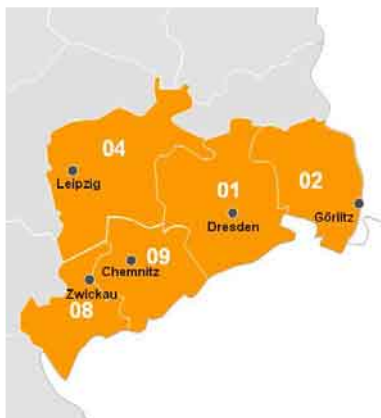 04
02
01
Leipzig
Görlitz
Dresden
09
Chemnitz
Zwickau
08